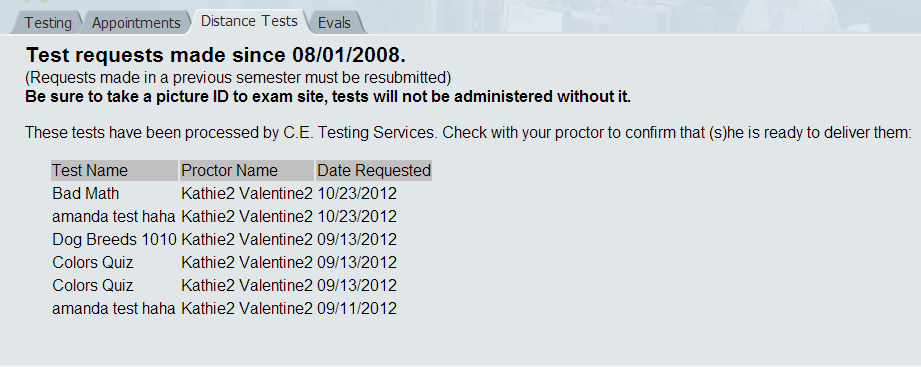 Testing Appointments Distance Tests Evals
Test requests made since 08/01/2008.
(Requests made in a previous semester must be resubmitted)
Be sure to take a picture ID to exam site, tests will not be administered without it.
These tests have been processed by C.E. Testing Services. Check with your proctor to confirm that (s)he is ready to deliver them:
Test Name Proctor Name Date Requested
Bad Math Kathie2 Valentine2 10/23/2012
amanda test haha Kathie2 Valentine2 10/23/2012
Dog Breeds 1010 Kathie2 Valentine2 09/13/2012
Colors Quiz Kathie2 Valentine2 09/13/2012
Colors Quiz Kathie2 Valentine2 09/13/2012
amanda test haha Kathie2 Valentine2 09/11/2012